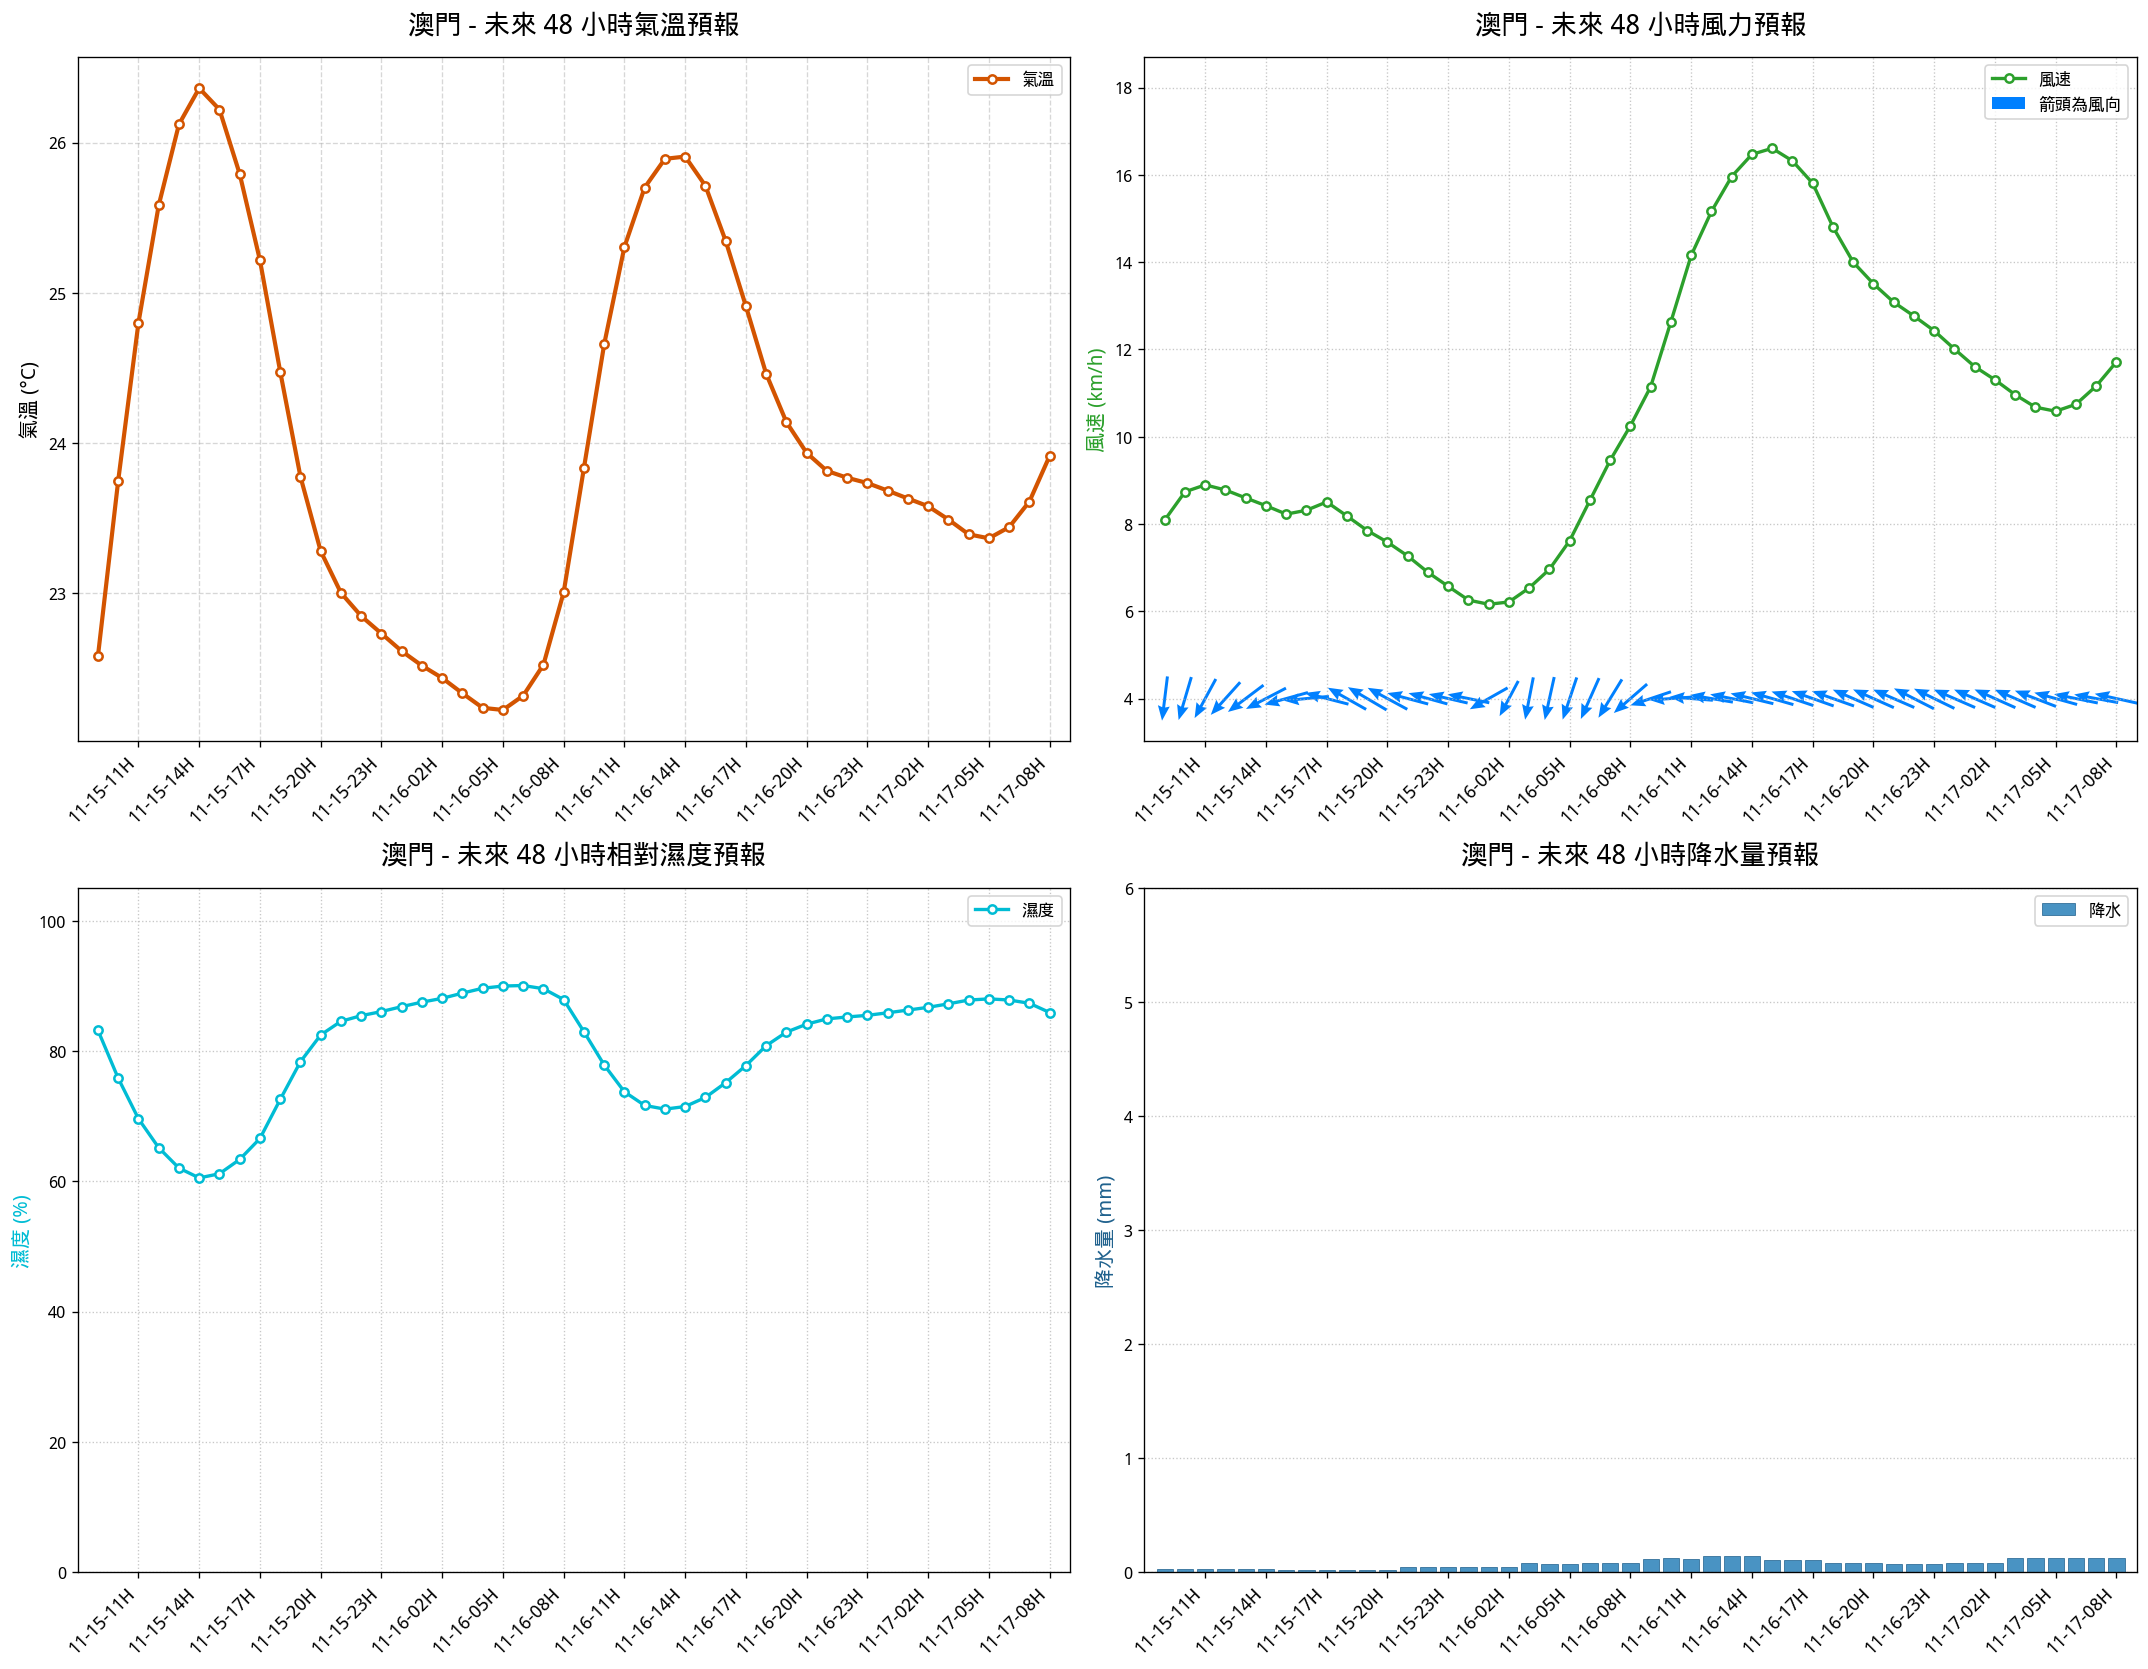 澳門 - 未來 48 小時氣溫預報
氣溫
26
25
24
23
氣溫 (°C)
11-15-11H
11-15-14H
11-15-17H
11-15-20H
11-15-23H
11-16-02H
11-16-05H
11-16-08H
11-16-11H
11-16-14H
11-16-17H
11-16-20H
11-16-23H
11-17-02H
11-17-05H
11-17-08H
澳門 - 未來 48 小時風力預報
風速
箭頭為風向
18
16
14
12
10
8
6
4
風速 (km/h)
11-15-11H
11-15-14H
11-15-17H
11-15-20H
11-15-23H
11-16-02H
11-16-05H
11-16-08H
11-16-11H
11-16-14H
11-16-17H
11-16-20H
11-16-23H
11-17-02H
11-17-05H
11-17-08H
澳門 - 未來 48 小時相對濕度預報
濕度
100
80
60
40
20
0
濕度 (%)
11-15-11H
11-15-14H
11-15-17H
11-15-20H
11-15-23H
11-16-02H
11-16-05H
11-16-08H
11-16-11H
11-16-14H
11-16-17H
11-16-20H
11-16-23H
11-17-02H
11-17-05H
11-17-08H
澳門 - 未來 48 小時降水量預報
降水
6
5
4
3
2
1
0
降水量 (mm)
11-15-11H
11-15-14H
11-15-17H
11-15-20H
11-15-23H
11-16-02H
11-16-05H
11-16-08H
11-16-11H
11-16-14H
11-16-17H
11-16-20H
11-16-23H
11-17-02H
11-17-05H
11-17-08H